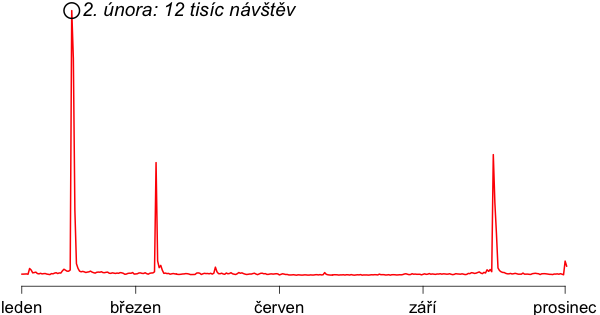 2. února: 12 tisíc návštěv
leden
březen
červen
září
prosinec